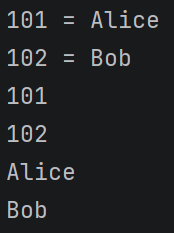 101 = Alice
102 = Bob
101
102
Alice
Bob